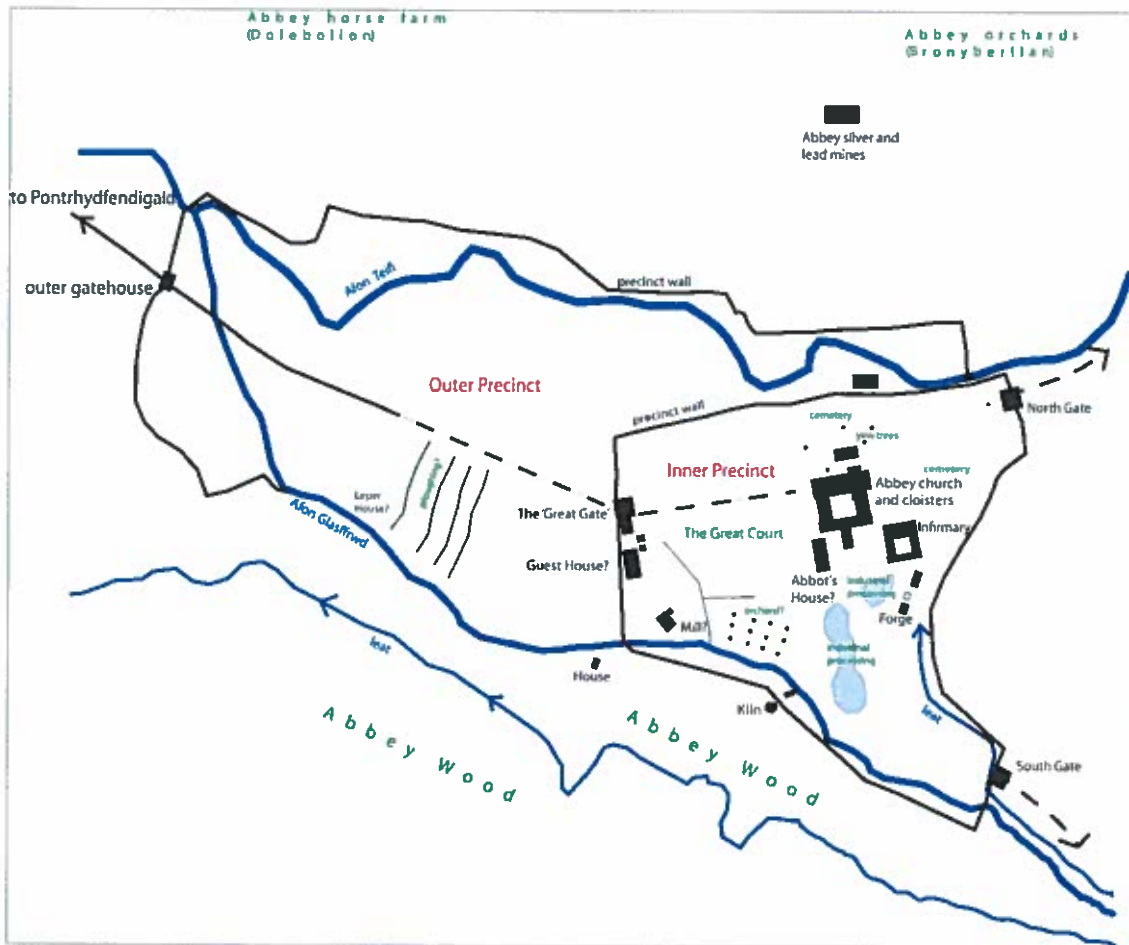 Abbey horse farm
(Dolebolion)
Abbey orchards
(Bronyberllan)
Abbey silver and
lead mines
to Pontrhydfendigaid
outer gatehouse
Afon Teifi
precinct wall
Outer Precinct
precinct wall
North Gate
cemetery
yew trees
Inner Precinct
cemetery
Abbey church
and cloisters
Leper
House?
ploughing?
The 'Great Gate'
The Great Court
Infirmary
Afon Glasffrwd
Guest House?
Abbot's
House?
industrial
processing
Forge
orchard?
Mill?
industrial
processing
leat
House
Kiln
leat
South Gate
Abbey Wood
Abbey Wood